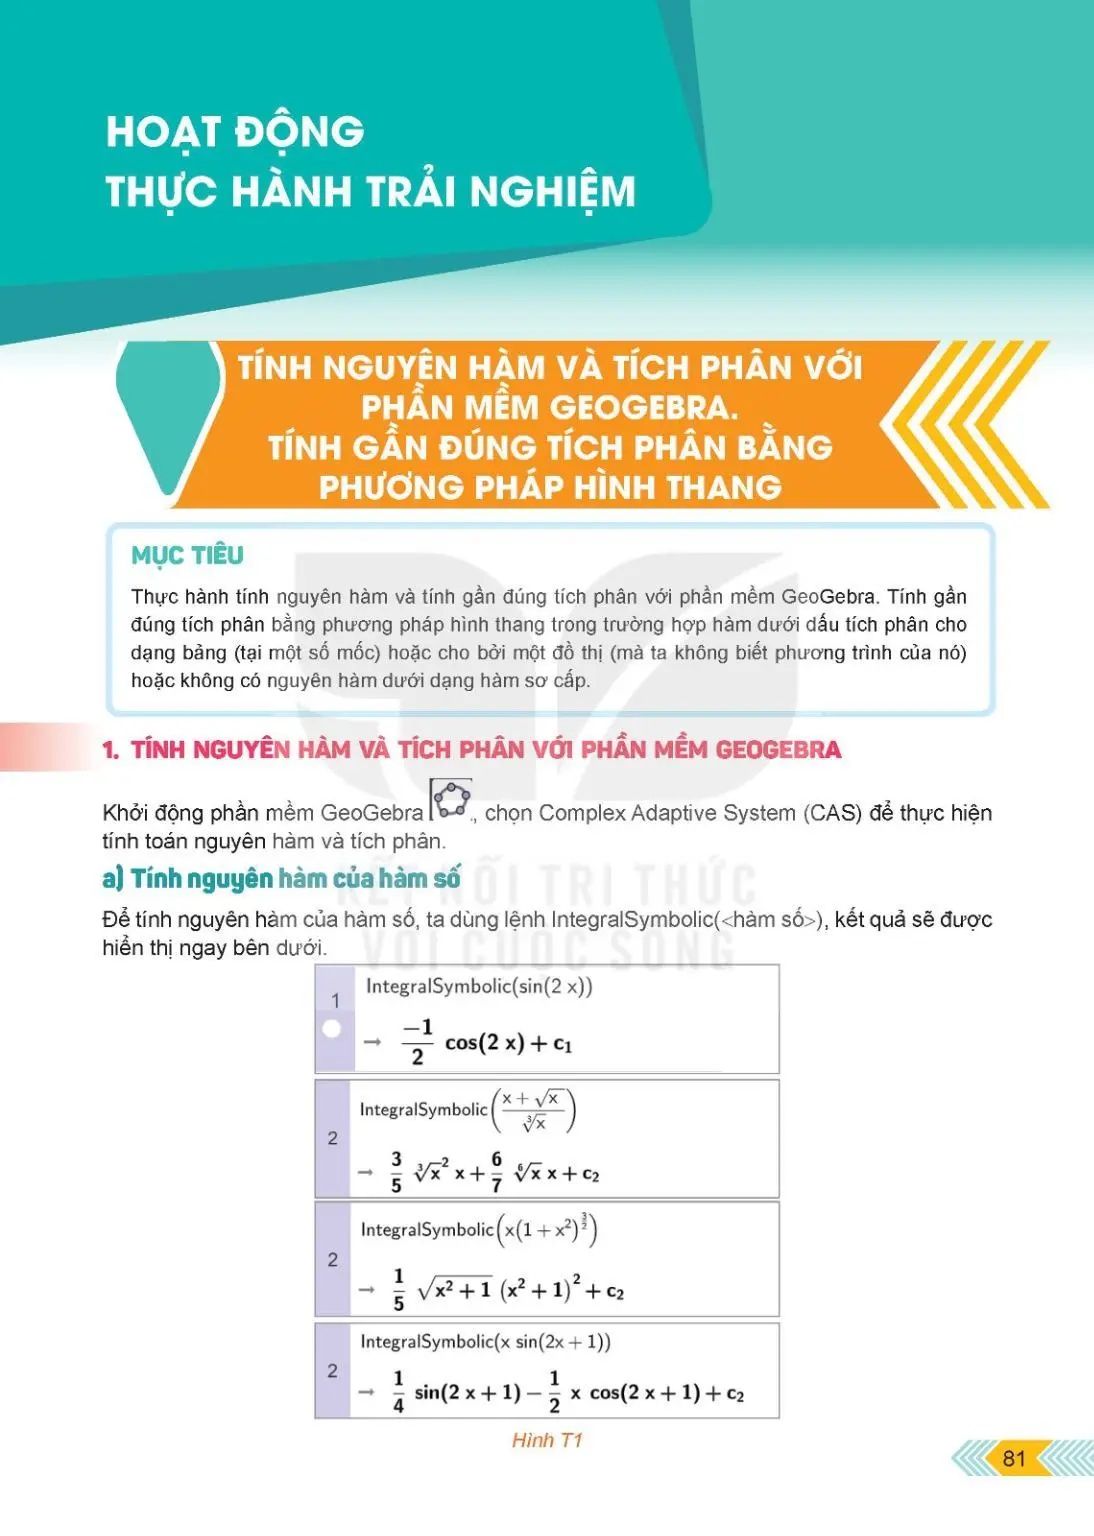 HOẠT ĐỘNG
THỰC HÀNH TRẢI NGHIỆM
TÍNH NGUYÊN HÀM VÀ TÍCH PHÂN VỚI
PHẦN MỀM GEOGEBRA.
TÍNH GẦN ĐÚNG TÍCH PHÂN BẰNG
PHƯƠNG PHÁP HÌNH THANG
MỤC TIÊU
Thực hành tính nguyên hàm và tính gần đúng tích phân với phần mềm GeoGebra. Tính gần
đúng tích phân bằng phương pháp hình thang trong trường hợp hàm dưới dấu tích phân cho
dạng bảng (tại một số mốc) hoặc cho bởi một đồ thị (mà ta không biết phương trình của nó)
hoặc không có nguyên hàm dưới dạng hàm sơ cấp.
1. TÍNH NGUYÊN HÀM VÀ TÍCH PHÂN VỚI PHẦN MỀM GEOGEBRA
Khởi động phần mềm GeoGebra , chọn Complex Adaptive System (CAS) để thực hiện
tính toán nguyên hàm và tích phân.
a) Tính nguyên hàm của hàm số
KẾT NỐI TRI THỨC
Để tính nguyên hàm của hàm số, ta dùng lệnh IntegralSymbolic(<hàm số>), kết quả sẽ được
hiển thị ngay bên dưới.
VỚI CUỘC SỐNG
1 IntegralSymbolic(sin(2 x))
→ −1/2 cos(2 x) + c₁
2 IntegralSymbolic((x + √x)/∛x)
→ 3/5 ∛x² x + 6/7 ⁶√x x + c₂
2 IntegralSymbolic(x(1 + x²)^(3/2))
→ 1/5 √(x² + 1) (x² + 1)² + c₂
2 IntegralSymbolic(x sin(2x + 1))
→ 1/4 sin(2 x + 1) − 1/2 x cos(2 x + 1) + c₂
Hình T1
81